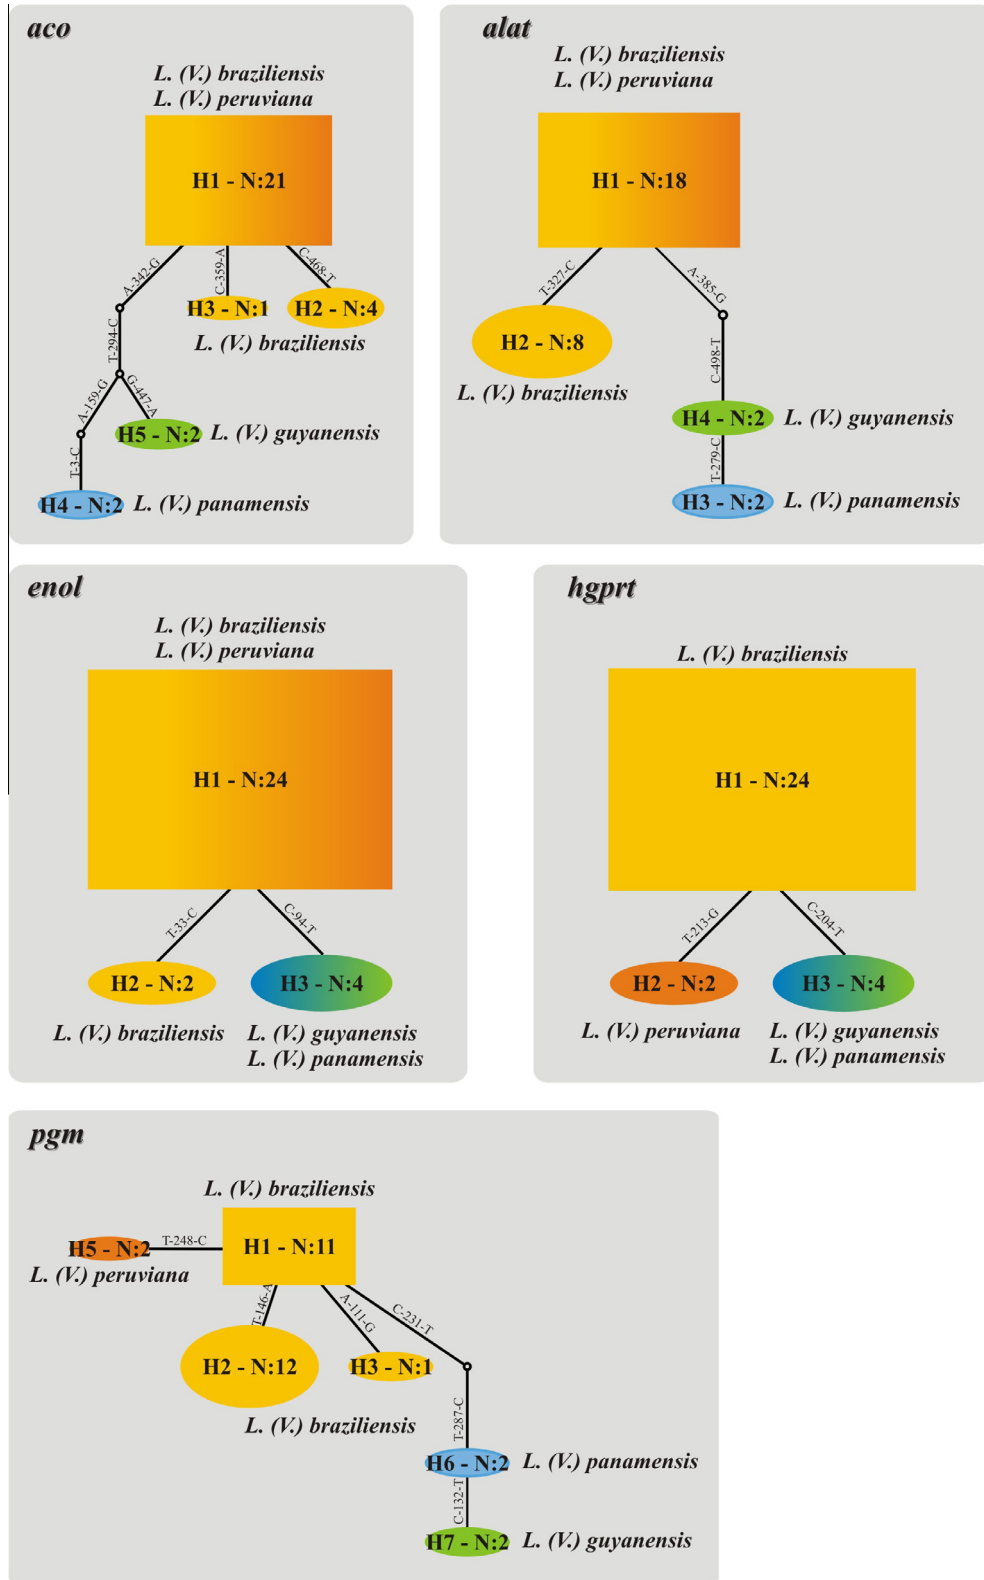 aco
L. (V.) braziliensis
L. (V.) peruviana
H1 - N:21
A-342-G
C-359-A
C-468-T
H3 - N:1
H2 - N:4
L. (V.) braziliensis
T-294-C
A-159-G
G-447-A
H5 - N:2
L. (V.) guyanensis
T-3-C
H4 - N:2
L. (V.) panamensis
alat
L. (V.) braziliensis
L. (V.) peruviana
H1 - N:18
T-327-C
A-385-G
H2 - N:8
L. (V.) braziliensis
C-498-T
H4 - N:2
L. (V.) guyanensis
T-279-C
H3 - N:2
L. (V.) panamensis
enol
L. (V.) braziliensis
L. (V.) peruviana
H1 - N:24
T-33-C
C-94-T
H2 - N:2
H3 - N:4
L. (V.) braziliensis
L. (V.) guyanensis
L. (V.) panamensis
hgprt
L. (V.) braziliensis
H1 - N:24
T-213-G
C-204-T
H2 - N:2
H3 - N:4
L. (V.) peruviana
L. (V.) guyanensis
L. (V.) panamensis
pgm
L. (V.) braziliensis
H1 - N:11
T-248-C
H5 - N:2
L. (V.) peruviana
T-146-A
A-111-G
C-231-T
H2 - N:12
H3 - N:1
L. (V.) braziliensis
T-287-C
H6 - N:2
L. (V.) panamensis
C-132-T
H7 - N:2
L. (V.) guyanensis